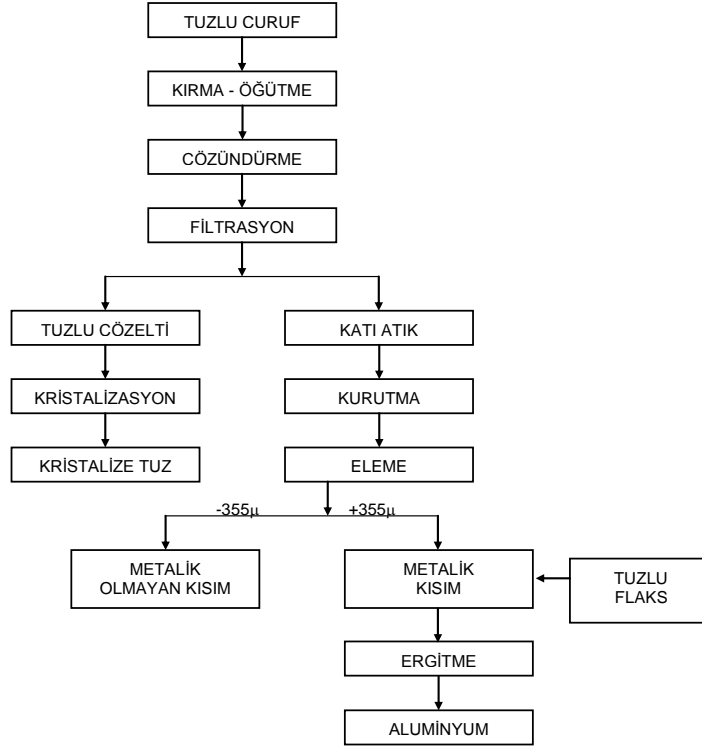 TUZLU CURUF
KIRMA - ÖĞÜTME
CÖZÜNDÜRME
FİLTRASYON
TUZLU CÖZELTİ
KATI ATIK
KRİSTALİZASYON
KURUTMA
KRİSTALİZE TUZ
ELEME
-355µ
+355µ
METALİK
OLMAYAN KISIM
METALİK
KISIM
TUZLU
FLAKS
ERGİTME
ALUMİNYUM